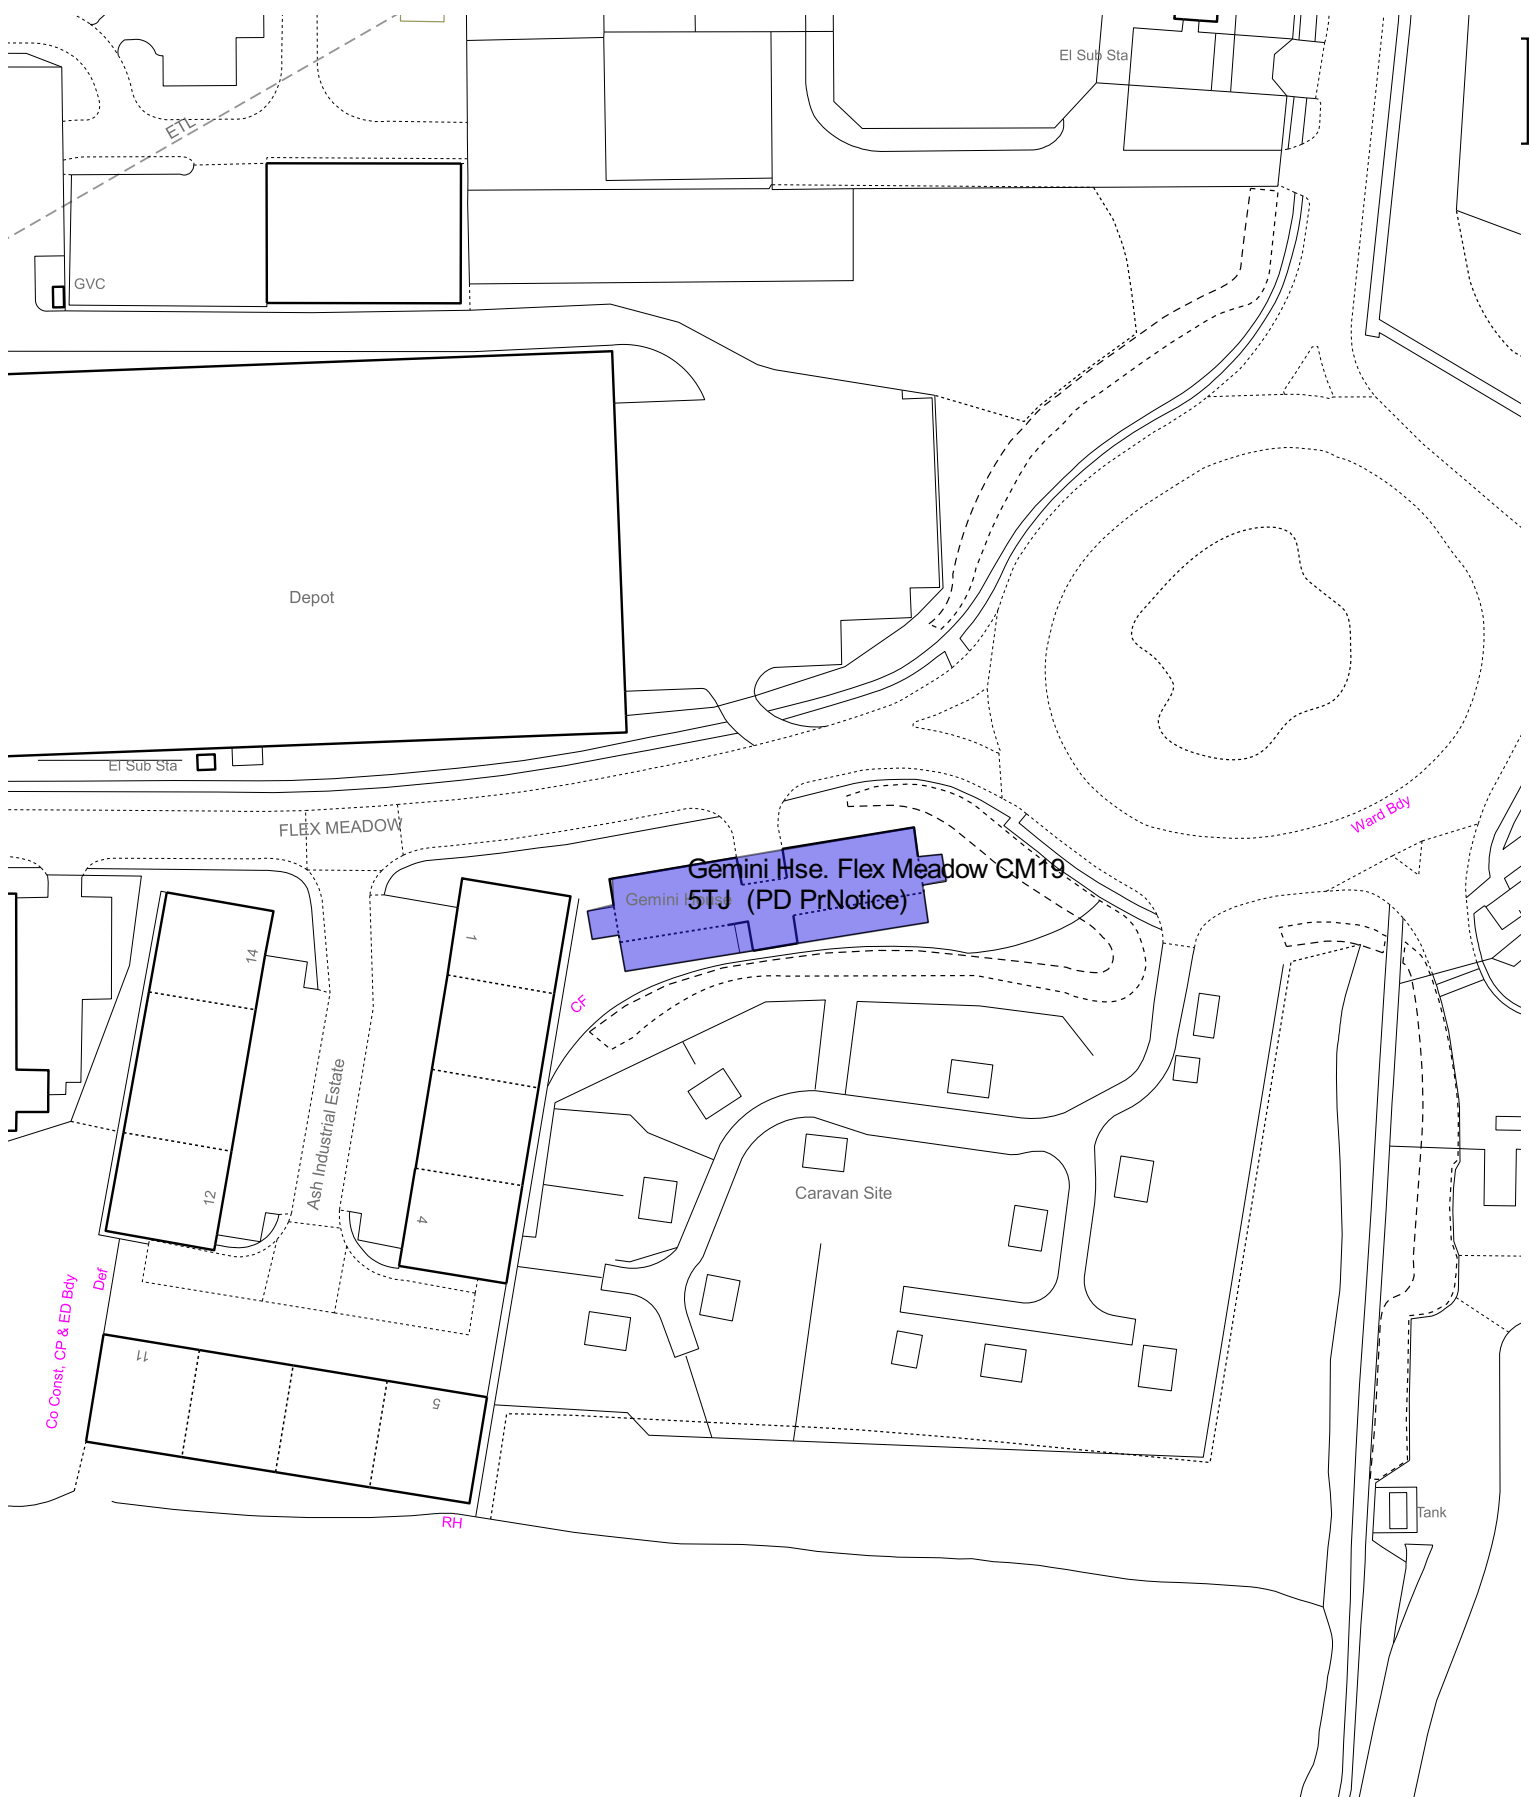 El Sub Sta
ETL
GVC
Depot
El Sub Sta
FLEX MEADOW
Ward Bdy
Gemini Hse. Flex Meadow CM19
5TJ (PD PrNotice)
Gemini House
1
14
CF
Ash Industrial Estate
12
4
Caravan Site
Def
Co Const, CP & ED Bdy
11
5
RH
Tank